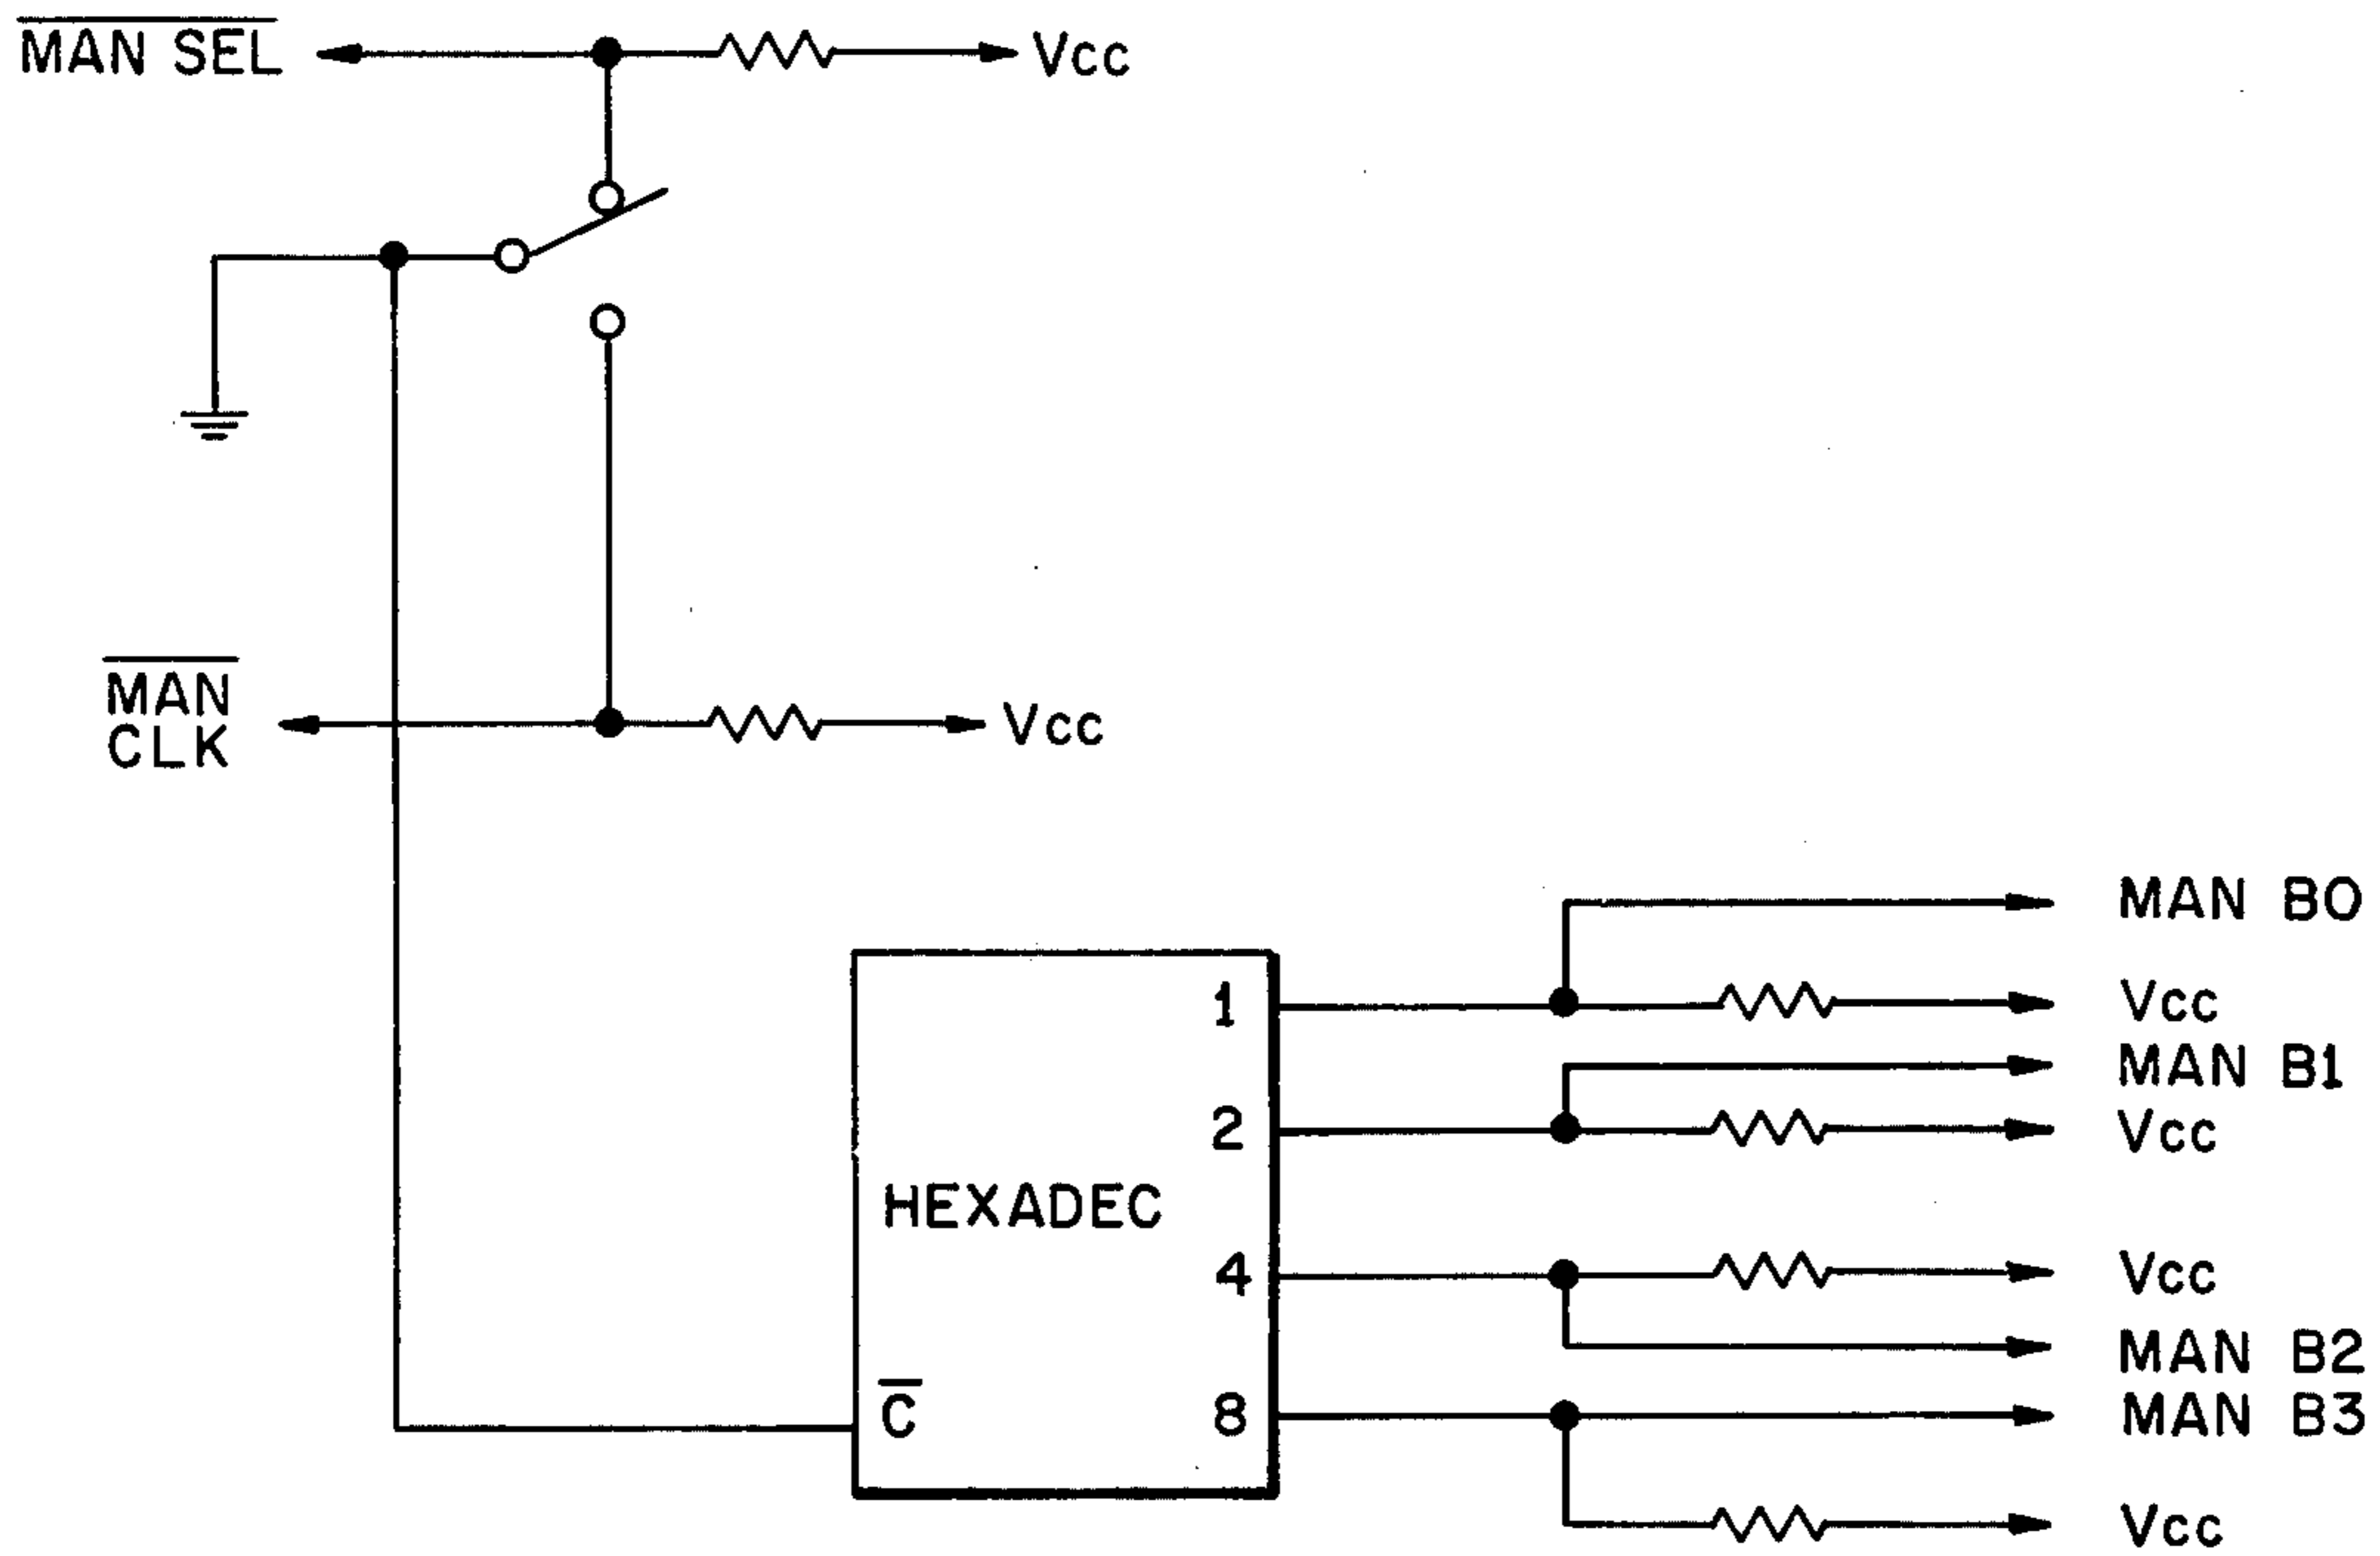 MAN SEL
Vcc
MAN
CLK
Vcc
MAN B0
1
Vcc
MAN B1
2
Vcc
HEXADEC
4
Vcc
MAN B2
C
8
MAN B3
Vcc